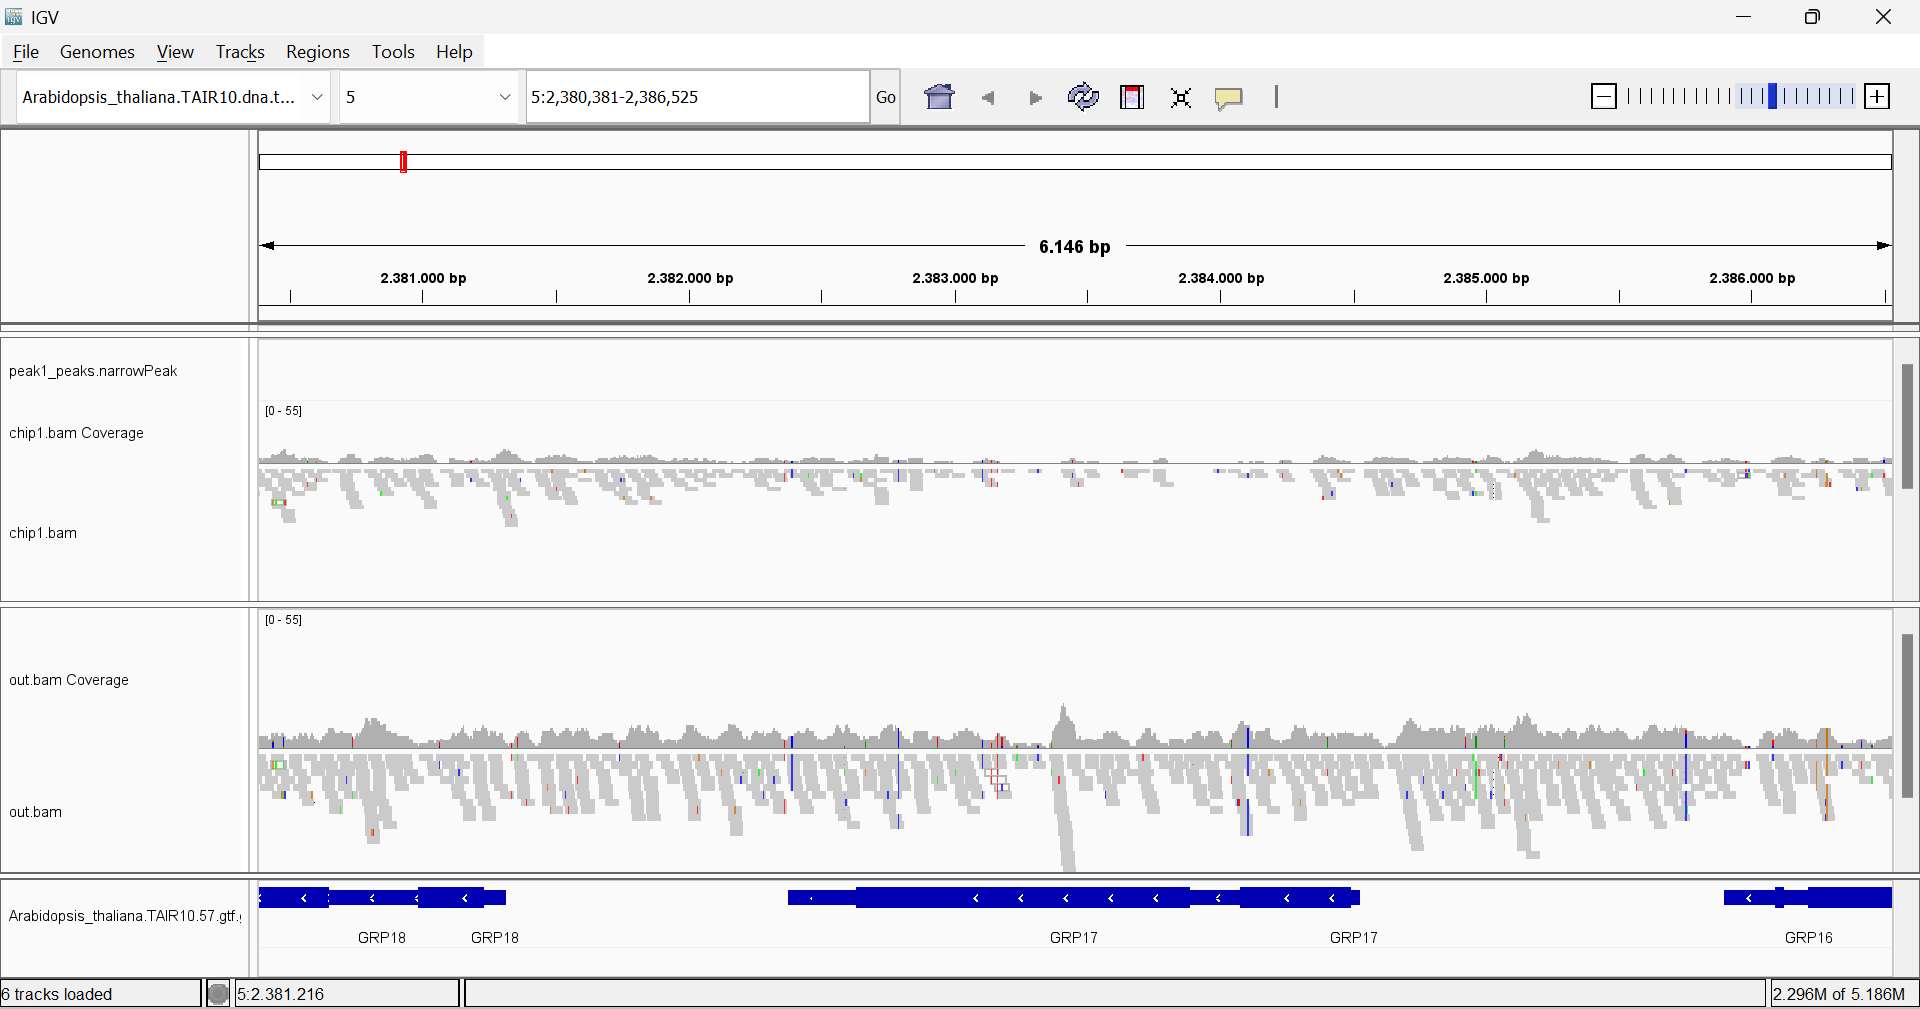 IGV
File Genomes View Tracks Regions Tools Help
Arabidopsis_thaliana.TAIR10.dna.t... 5 5:2,380,381-2,386,525 Go
6.146 bp
2.381.000 bp 2.382.000 bp 2.383.000 bp 2.384.000 bp 2.385.000 bp 2.386.000 bp
peak1_peaks.narrowPeak
[0 - 55]
chip1.bam Coverage
chip1.bam
[0 - 55]
out.bam Coverage
out.bam
Arabidopsis_thaliana.TAIR10.57.gtf.
GRP18 GRP18 GRP17 GRP17 GRP16
6 tracks loaded 5:2.381.216 2.296M of 5.186M